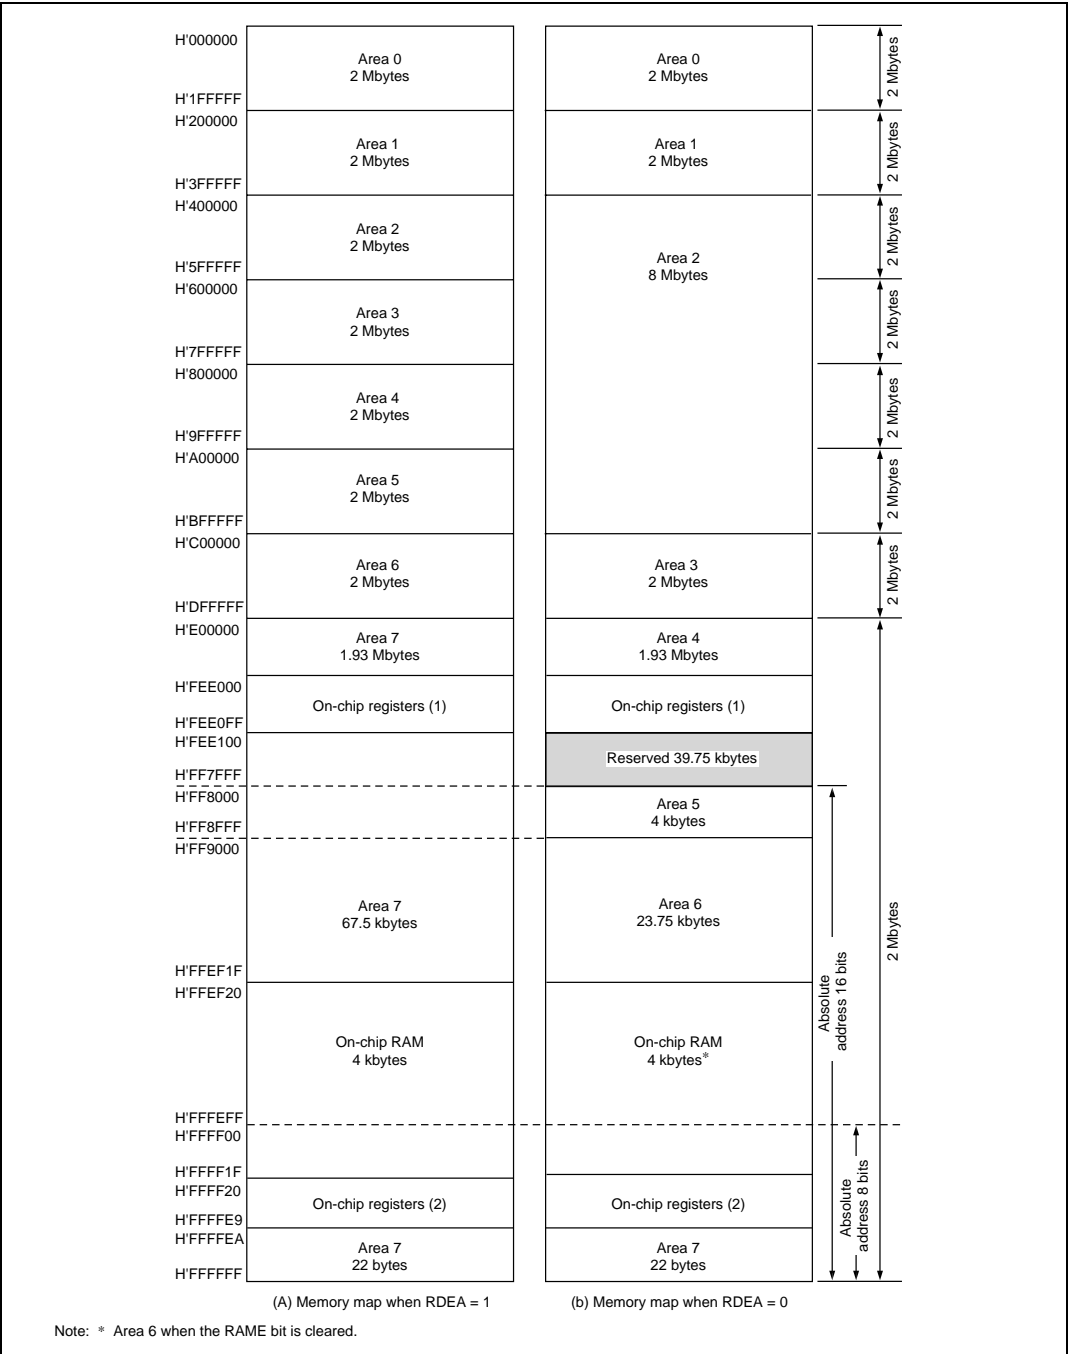 H'000000
Area 0
2 Mbytes
Area 0
2 Mbytes
2 Mbytes
H'1FFFFF
H'200000
Area 1
2 Mbytes
Area 1
2 Mbytes
2 Mbytes
H'3FFFFF
H'400000
Area 2
2 Mbytes
Area 2
8 Mbytes
2 Mbytes
H'5FFFFF
H'600000
Area 3
2 Mbytes
2 Mbytes
H'7FFFFF
H'800000
Area 4
2 Mbytes
2 Mbytes
H'9FFFFF
H'A00000
Area 5
2 Mbytes
2 Mbytes
H'BFFFFF
H'C00000
Area 6
2 Mbytes
Area 3
2 Mbytes
2 Mbytes
H'DFFFFF
H'E00000
Area 7
1.93 Mbytes
Area 4
1.93 Mbytes
H'FEE000
On-chip registers (1)
On-chip registers (1)
H'FEE0FF
H'FEE100
Reserved 39.75 kbytes
H'FF7FFF
H'FF8000
Area 5
4 kbytes
H'FF8FFF
H'FF9000
Area 7
67.5 kbytes
Area 6
23.75 kbytes
2 Mbytes
Absolute
address 16 bits
H'FFEF1F
H'FFEF20
On-chip RAM
4 kbytes
On-chip RAM
4 kbytes*
H'FFFEFF
H'FFFF00
H'FFFF1F
H'FFFF20
On-chip registers (2)
On-chip registers (2)
Absolute
address 8 bits
H'FFFFE9
H'FFFFEA
Area 7
22 bytes
Area 7
22 bytes
H'FFFFFF
(A) Memory map when RDEA = 1
(b) Memory map when RDEA = 0
Note: * Area 6 when the RAME bit is cleared.